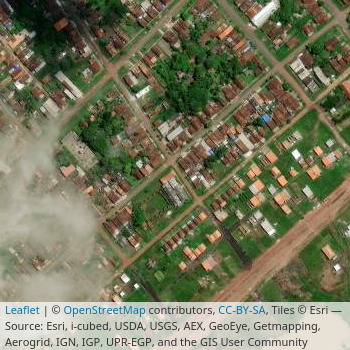 Leaflet | © OpenStreetMap contributors, CC-BY-SA, Tiles © Esri —
Source: Esri, i-cubed, USDA, USGS, AEX, GeoEye, Getmapping,
Aerogrid, IGN, IGP, UPR-EGP, and the GIS User Community